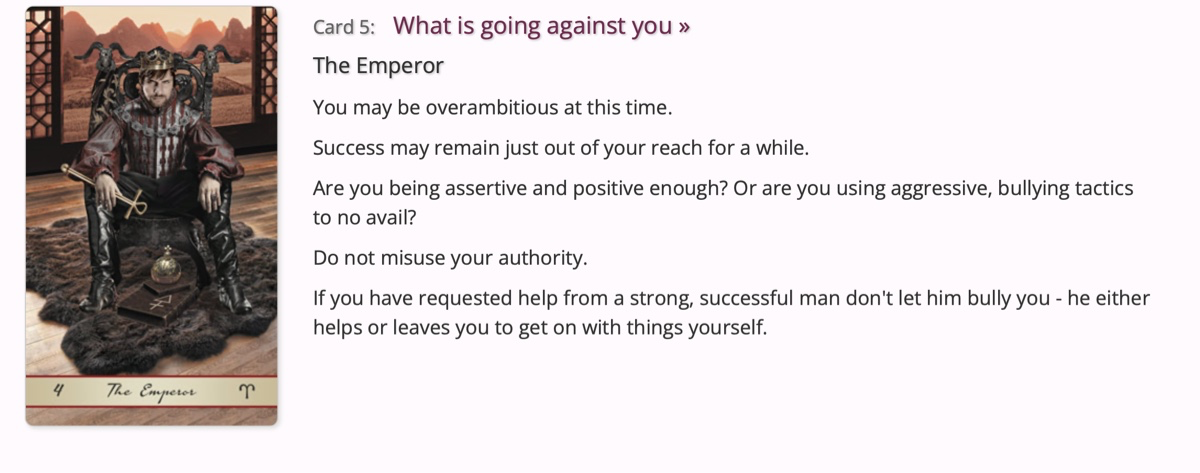 Card 5: What is going against you »
The Emperor
You may be overambitious at this time.
Success may remain just out of your reach for a while.
Are you being assertive and positive enough? Or are you using aggressive, bullying tactics
to no avail?
Do not misuse your authority.
If you have requested help from a strong, successful man don't let him bully you - he either
helps or leaves you to get on with things yourself.
4 The Emperor ♈